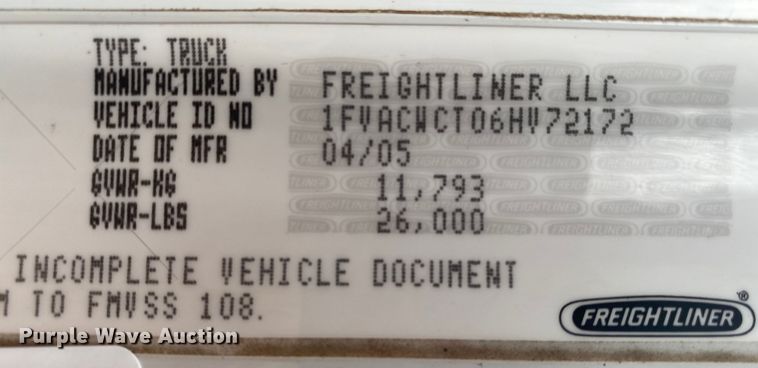 TYPE: TRUCK
MANUFACTURED BY FREIGHTLINER LLC
VEHICLE ID NO 1FVACWCT06HV72172
DATE OF MFR 04/05
GVWR-KG 11,793
GVWR-LBS 26,000
INCOMPLETE VEHICLE DOCUMENT
TO FMVSS 108.
FREIGHTLINER®
Purple Wave Auction